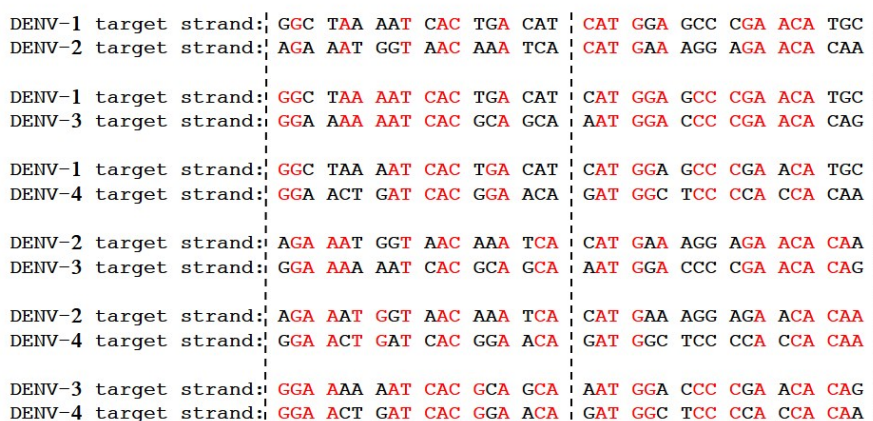 DENV-1 target strand: GGC TAA AAT CAC TGA CAT CAT GGA GCC CGA ACA TGC
DENV-2 target strand: AGA AAT GGT AAC AAA TCA CAT GAA AGG AGA ACA CAA
DENV-1 target strand: GGC TAA AAT CAC TGA CAT CAT GGA GCC CGA ACA TGC
DENV-3 target strand: GGA AAA AAT CAC GCA GCA AAT GGA CCC CGA ACA CAG
DENV-1 target strand: GGC TAA AAT CAC TGA CAT CAT GGA GCC CGA ACA TGC
DENV-4 target strand: GGA ACT GAT CAC GGA ACA GAT GGC TCC CCA CCA CAA
DENV-2 target strand: AGA AAT GGT AAC AAA TCA CAT GAA AGG AGA ACA CAA
DENV-3 target strand: GGA AAA AAT CAC GCA GCA AAT GGA CCC CGA ACA CAG
DENV-2 target strand: AGA AAT GGT AAC AAA TCA CAT GAA AGG AGA ACA CAA
DENV-4 target strand: GGA ACT GAT CAC GGA ACA GAT GGC TCC CCA CCA CAA
DENV-3 target strand: GGA AAA AAT CAC GCA GCA AAT GGA CCC CGA ACA CAG
DENV-4 target strand: GGA ACT GAT CAC GGA ACA GAT GGC TCC CCA CCA CAA